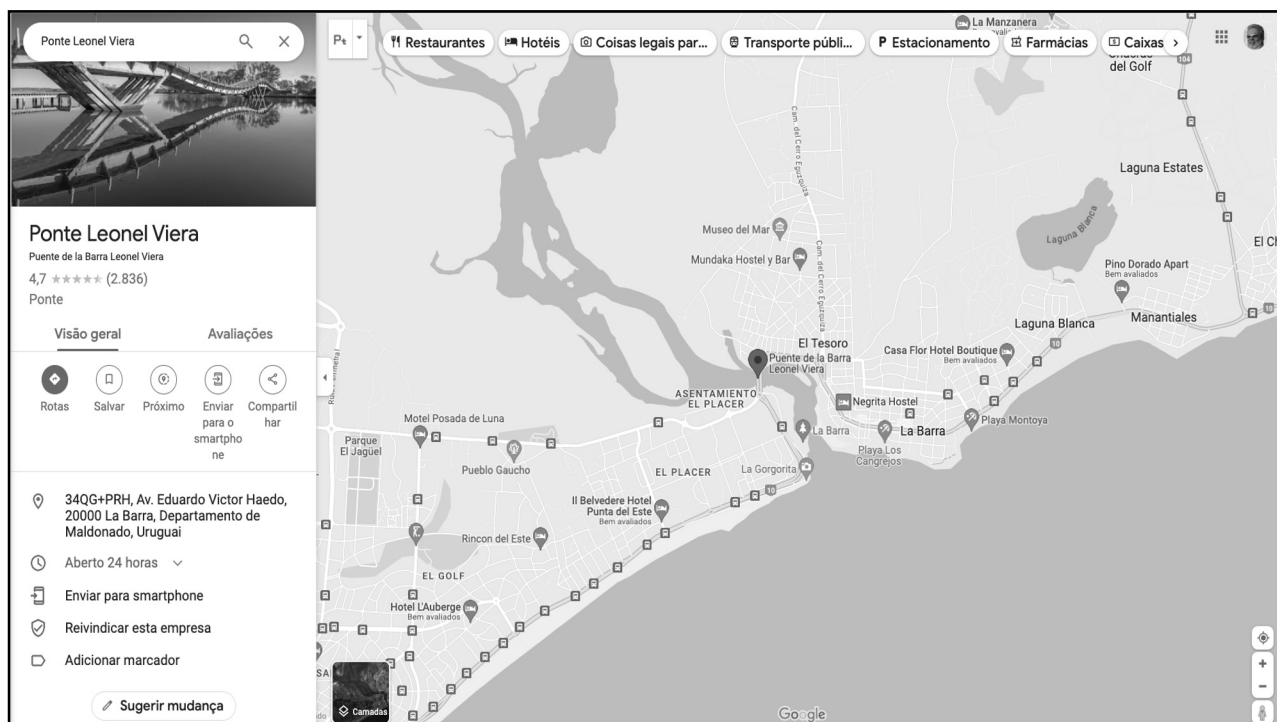 Ponte Leonel Viera
Restaurantes
Hotéis
Coisas legais par...
Transporte públi...
P Estacionamento
Farmácias
Caixas
Ponte Leonel Viera
Puente de la Barra Leonel Viera
4,7 ★★★★★ (2.836)
Ponte
Visão geral
Avaliações
Rotas
Salvar
Próximo
Enviar
para o
smartpho
ne
Compartil
har
34QG+PRH, Av. Eduardo Victor Haedo,
20000 La Barra, Departamento de
Maldonado, Uruguai
Aberto 24 horas
Enviar para smartphone
Reivindicar esta empresa
Adicionar marcador
Sugerir mudança
La Manzanera
del Golf
104
Laguna Estates
Cam. del Cerro Eguzquiza
Museo del Mar
Mundaka Hostel y Bar
Cam. del Cerro Eguzquiza
Laguna Blanca
El Ch
Pino Dorado Apart
Bem avaliados
10
Laguna Blanca
Manantiales
El Tesoro
Casa Flor Hotel Boutique
Bem avaliados
10
Puente de la Barra
Leonel Viera
ASENTAMIENTO
EL PLACER
Negrita Hostel
Playa Montoya
La Barra
La Barra
Playa Los
Cangrejos
Motel Posada de Luna
Parque
El Jagüel
Pueblo Gaucho
EL PLACER
La Gorgorita
10
II Belvedere Hotel
Punta del Este
Bem avaliados
Rincon del Este
EL GOLF
Hotel L'Auberge
Bem avaliados
SA
Camadas
Google